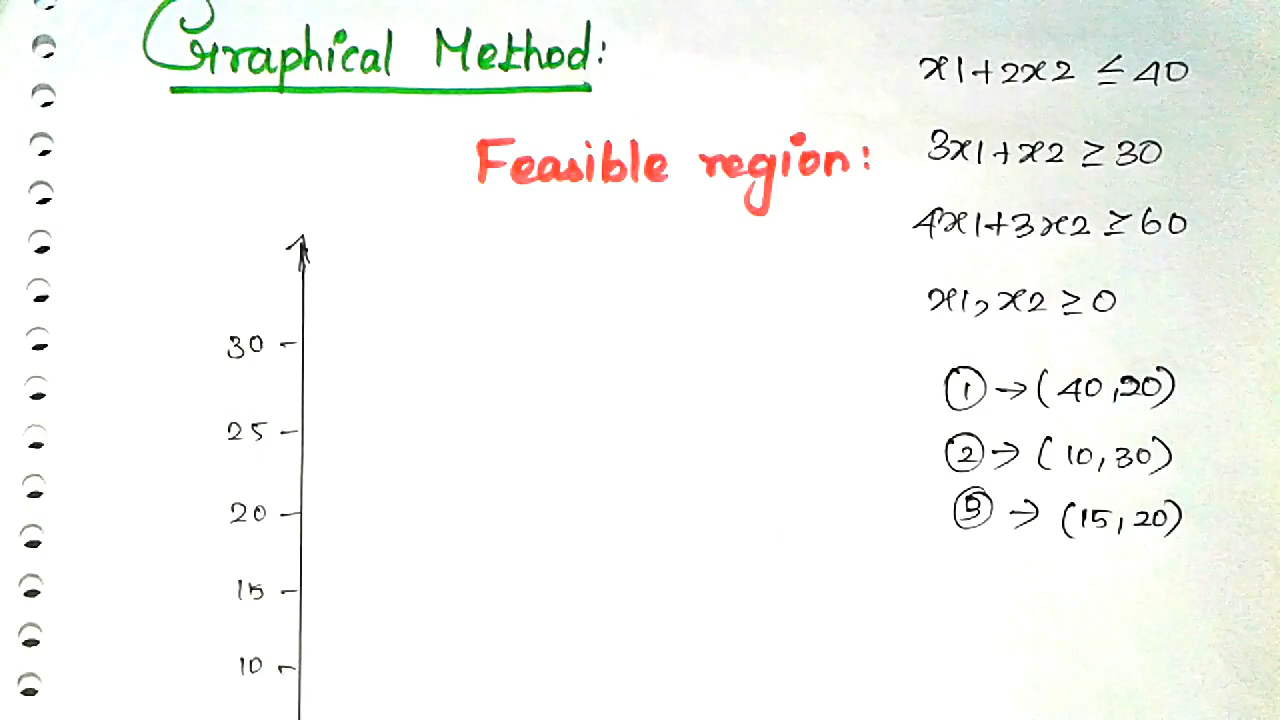 Graphical Method:
Feasible region:
x1+2x2 ≤ 40
3x1+x2 ≥ 30
4x1+3x2 ≥ 60
x1, x2 ≥ 0
① → (40,20)
② → (10,30)
③ → (15,20)
30
25
20
15
10